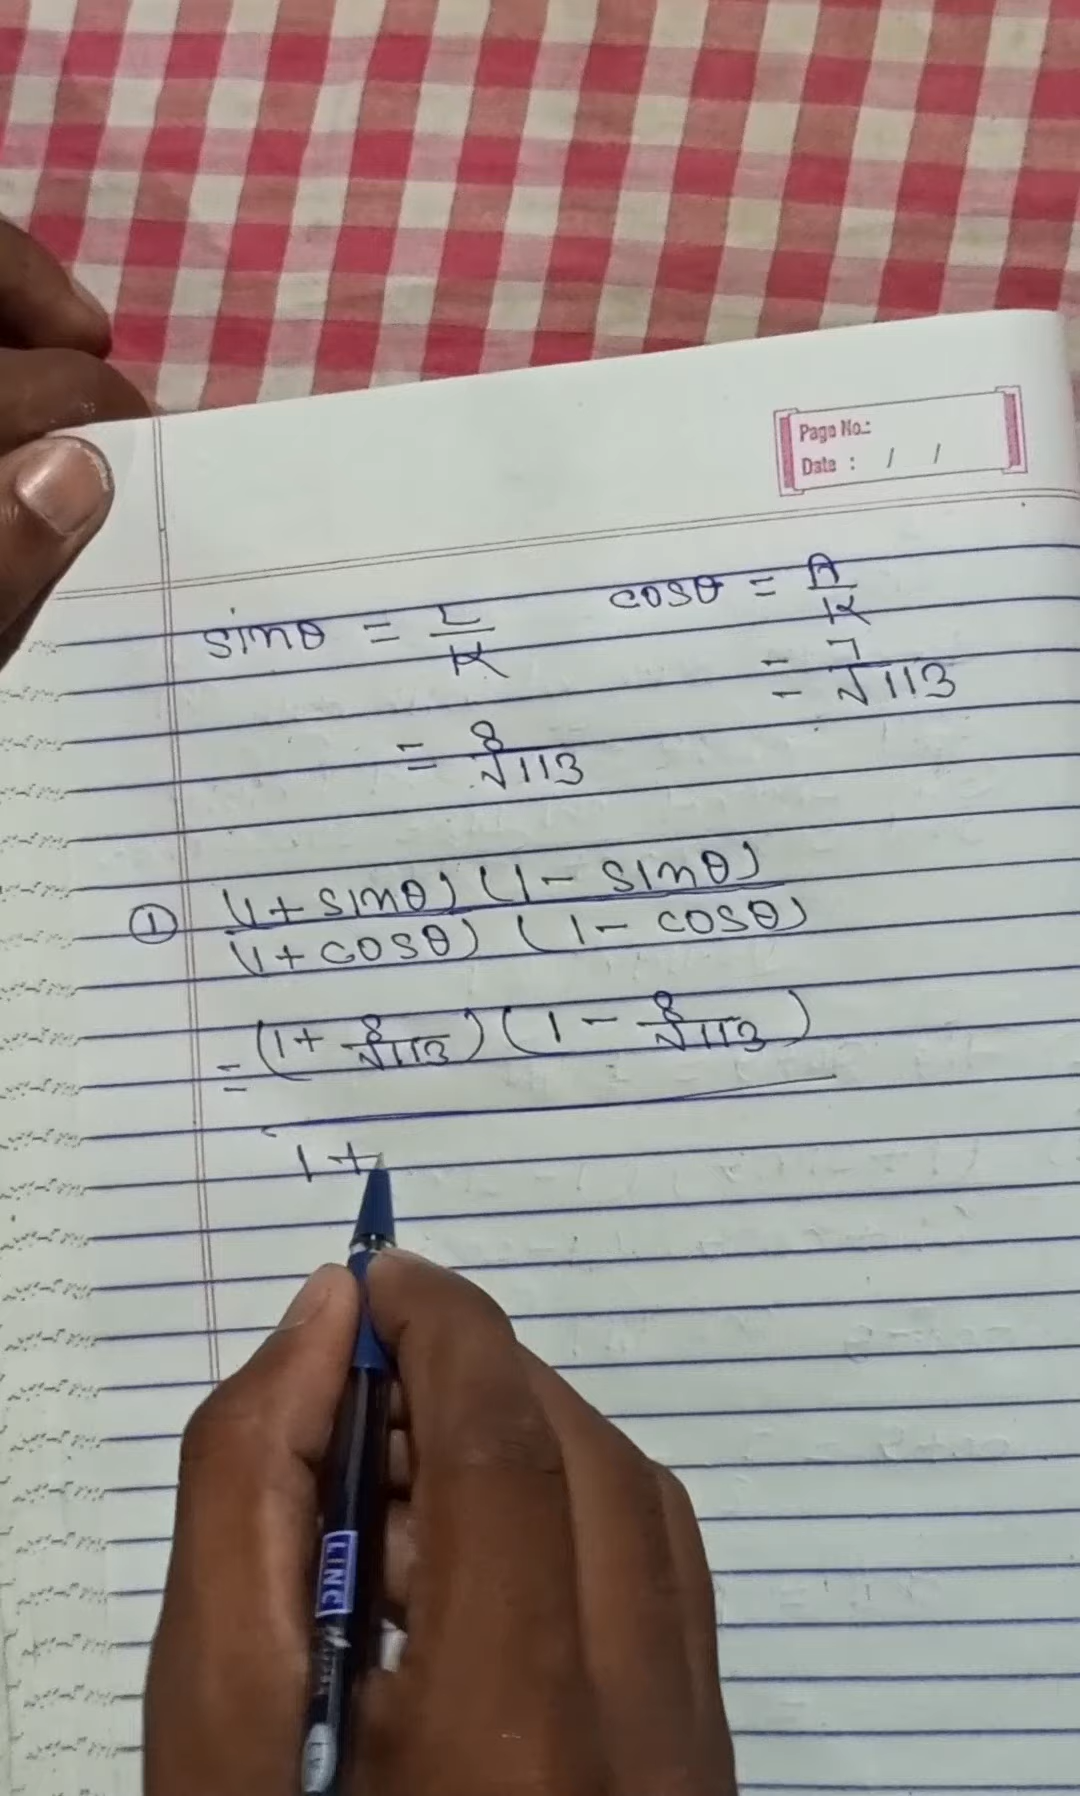 Page No.:
Date : / /
sinθ = L/K cosθ = A/K
= 7/√113
= 8/√113
① (1+sinθ)(1-sinθ)
(1+cosθ)(1-cosθ)
= (1+ 8/√113)(1- 8/√113)
1+
LINC